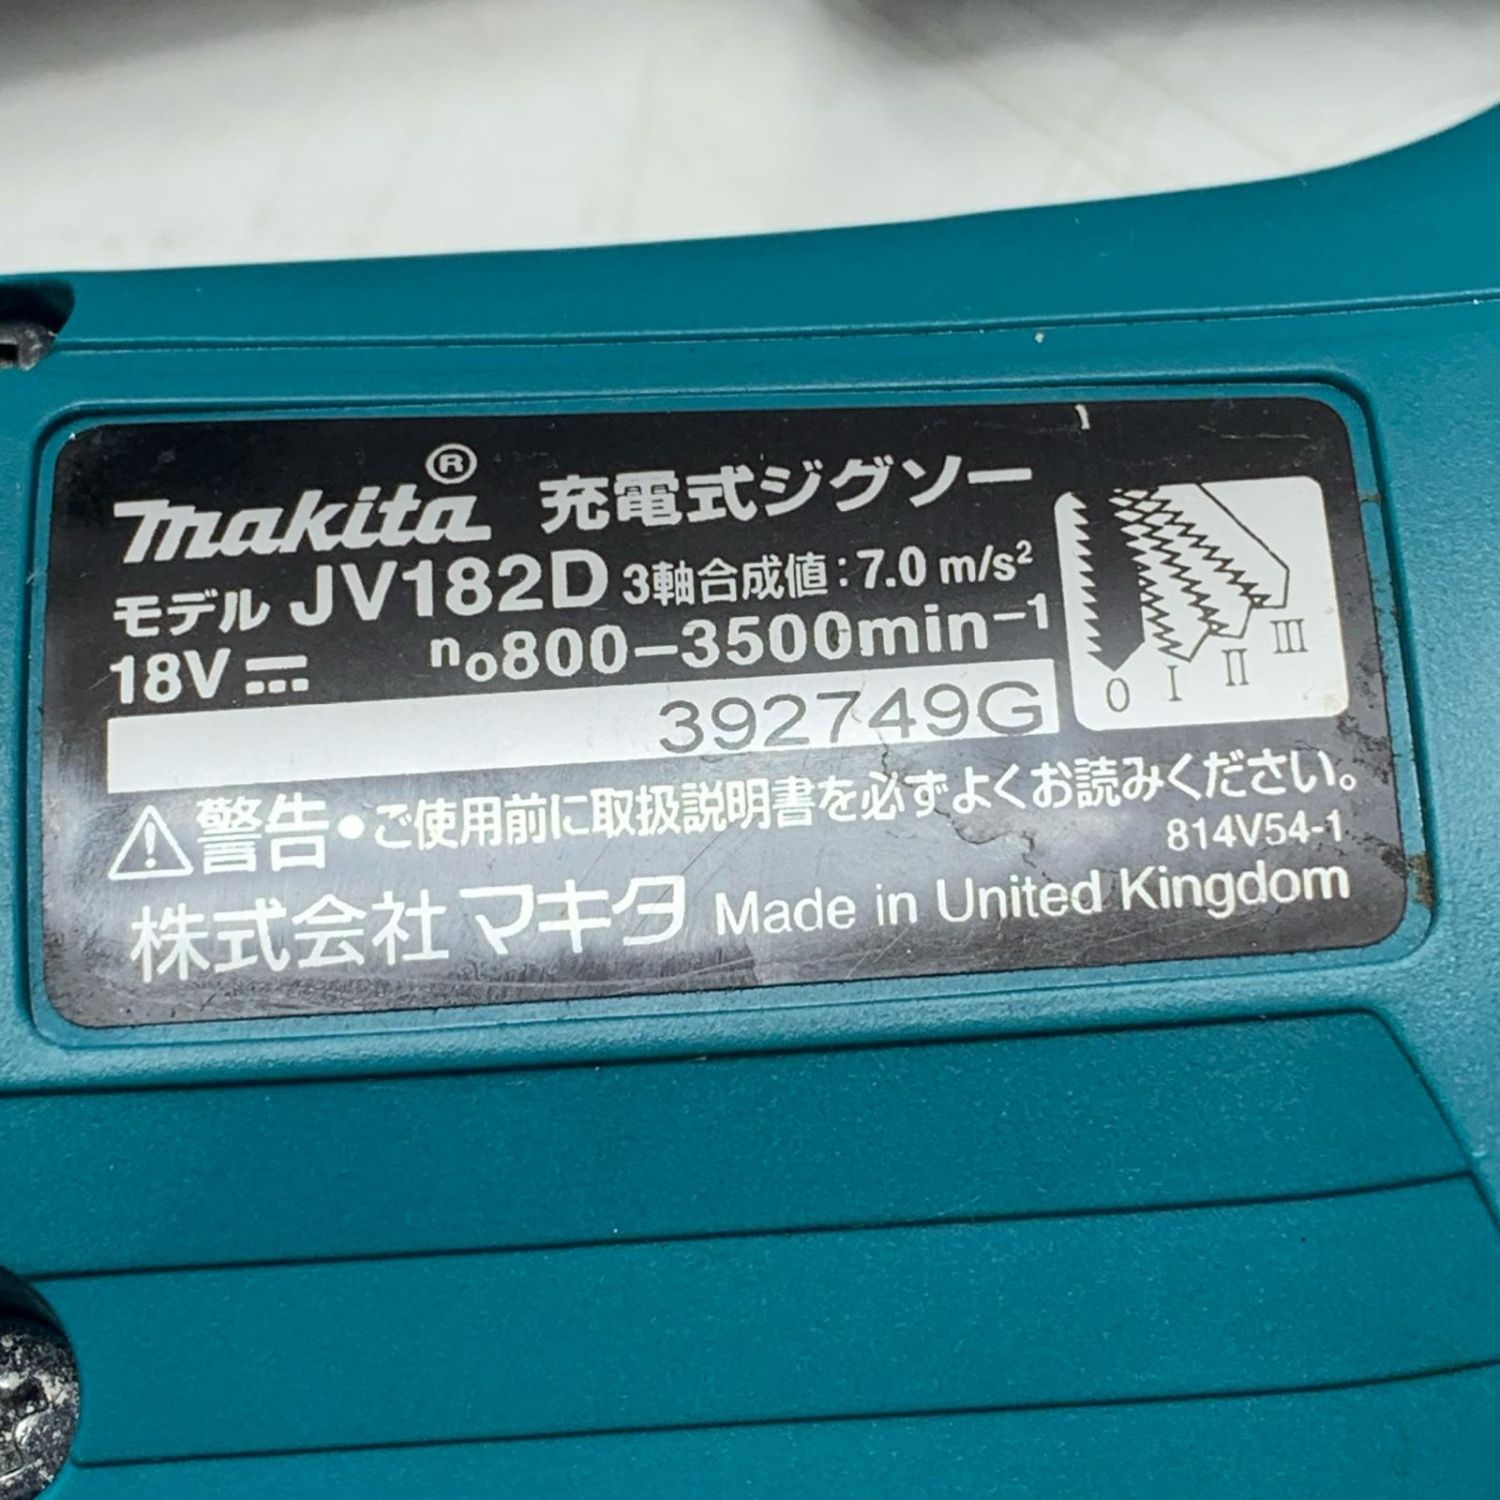 makita® 充電式ジグソー
モデル JV182D 3軸合成値:7.0 m/s²
18V n₀800-3500min⁻¹
0 I II III
392749G
警告・ご使用前に取扱説明書を必ずよくお読みください。
814V54-1
株式会社マキタ Made in United Kingdom